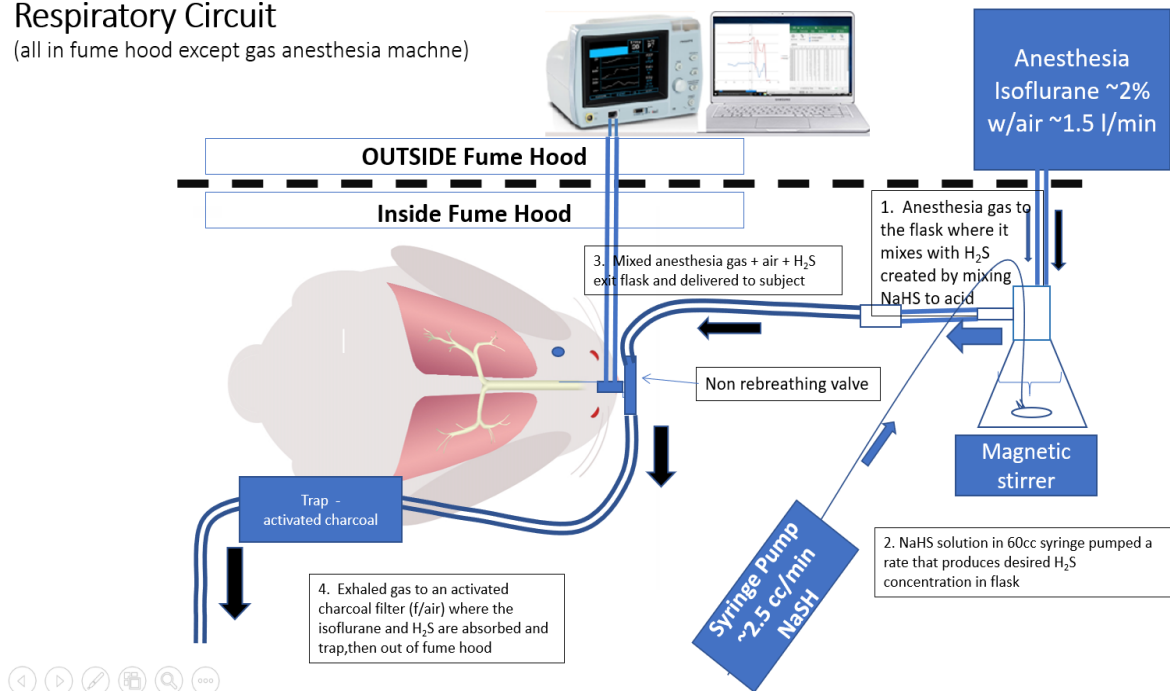 Respiratory Circuit
(all in fume hood except gas anesthesia machne)
Anesthesia
Isoflurane ~2%
w/air ~1.5 l/min
OUTSIDE Fume Hood
Inside Fume Hood
1. Anesthesia gas to
the flask where it
mixes with H₂S
created by mixing
NaHS to acid
3. Mixed anesthesia gas + air + H₂S
exit flask and delivered to subject
Non rebreathing valve
Magnetic
stirrer
Trap -
activated charcoal
Syringe Pump
~2.5 cc/min
NaSH
2. NaHS solution in 60cc syringe pumped a
rate that produces desired H₂S
concentration in flask
4. Exhaled gas to an activated
charcoal filter (f/air) where the
isoflurane and H₂S are absorbed and
trap,then out of fume hood